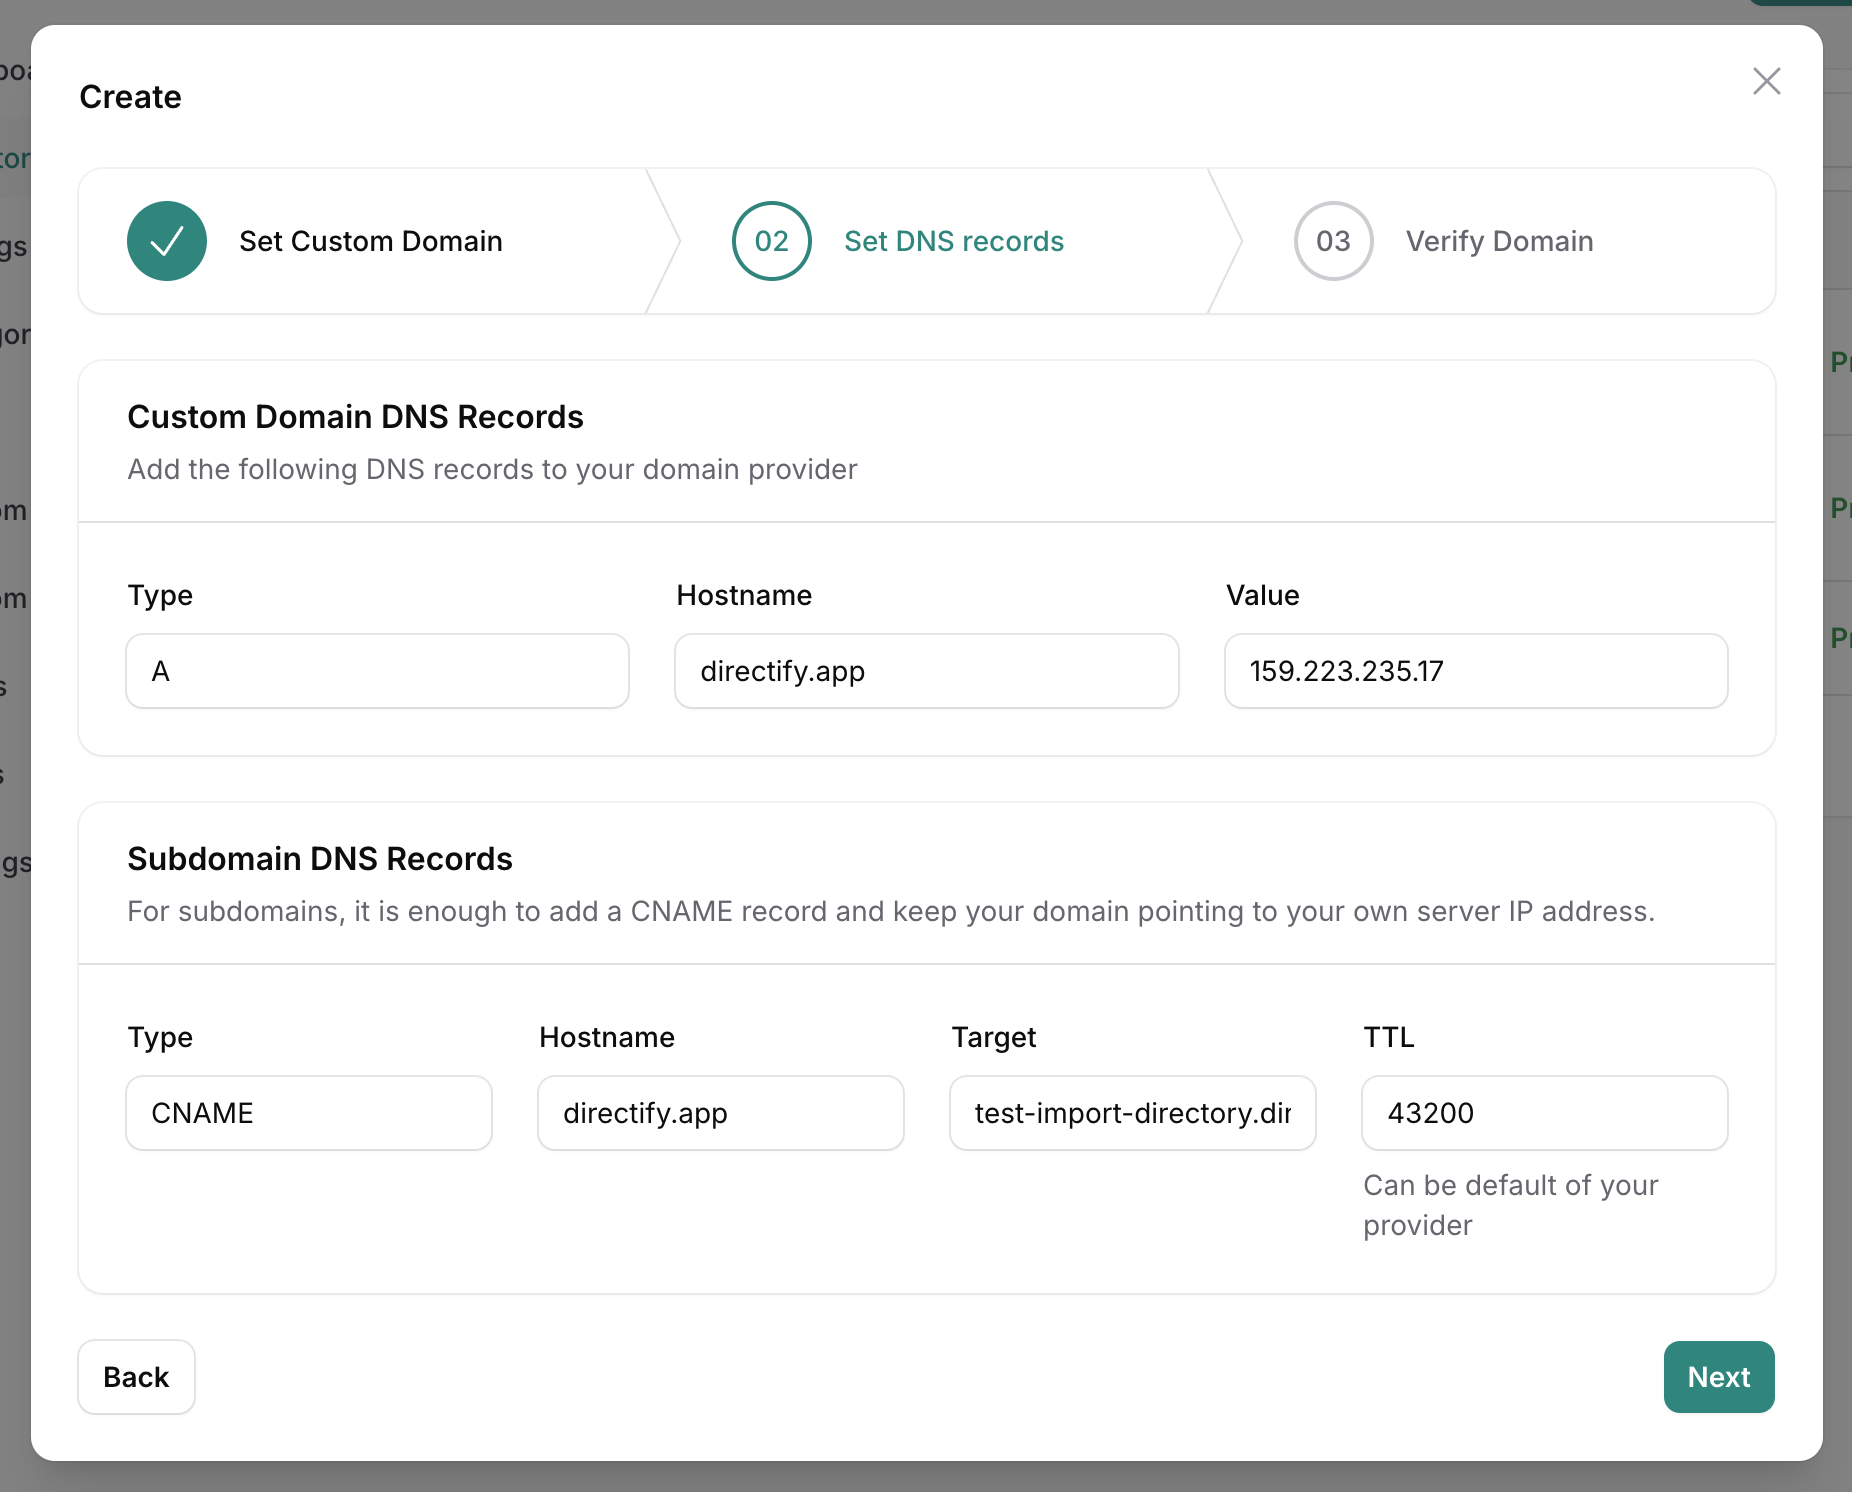 Create
Set Custom Domain
02
Set DNS records
03
Verify Domain
Custom Domain DNS Records
Add the following DNS records to your domain provider
Type
Hostname
Value
A
directify.app
159.223.235.17
Subdomain DNS Records
For subdomains, it is enough to add a CNAME record and keep your domain pointing to your own server IP address.
Type
Hostname
Target
TTL
CNAME
directify.app
test-import-directory.dir
43200
Can be default of your
provider
Back
Next